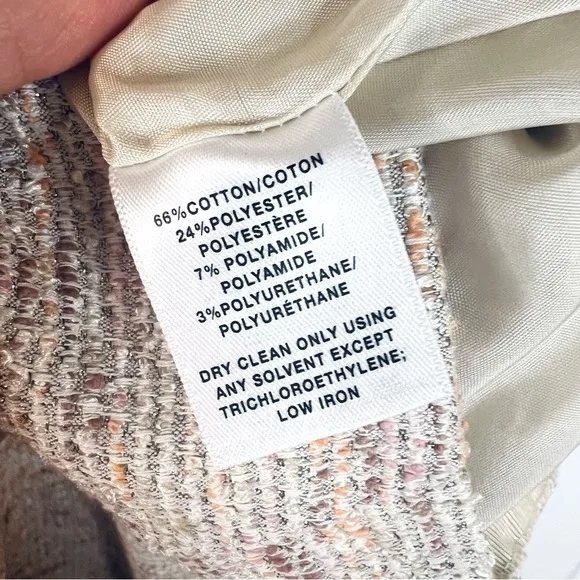 66%COTTON/COTON
24%POLYESTER/
POLYESTÈRE
7% POLYAMIDE/
POLYAMIDE
3%POLYURETHANE/
POLYURÉTHANE
DRY CLEAN ONLY USING
ANY SOLVENT EXCEPT
TRICHLOROETHYLENE;
LOW IRON